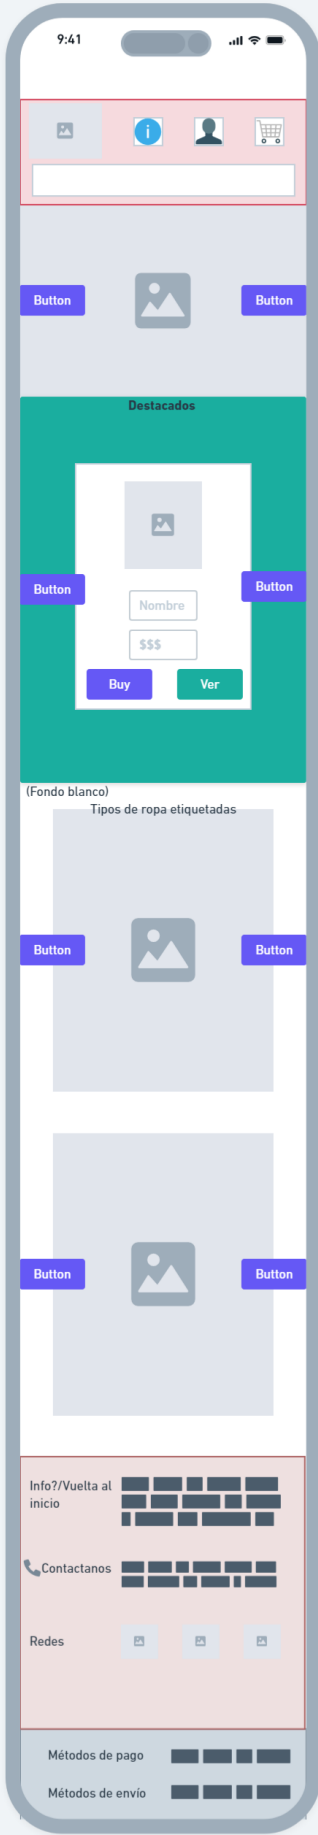 9:41
i
Button
Button
Destacados
Button
Button
Nombre
$$$
Buy
Ver
(Fondo blanco)
Tipos de ropa etiquetadas
Button
Button
Button
Button
Info?/Vuelta al
inicio
Contactanos
Redes
Métodos de pago
Métodos de envío